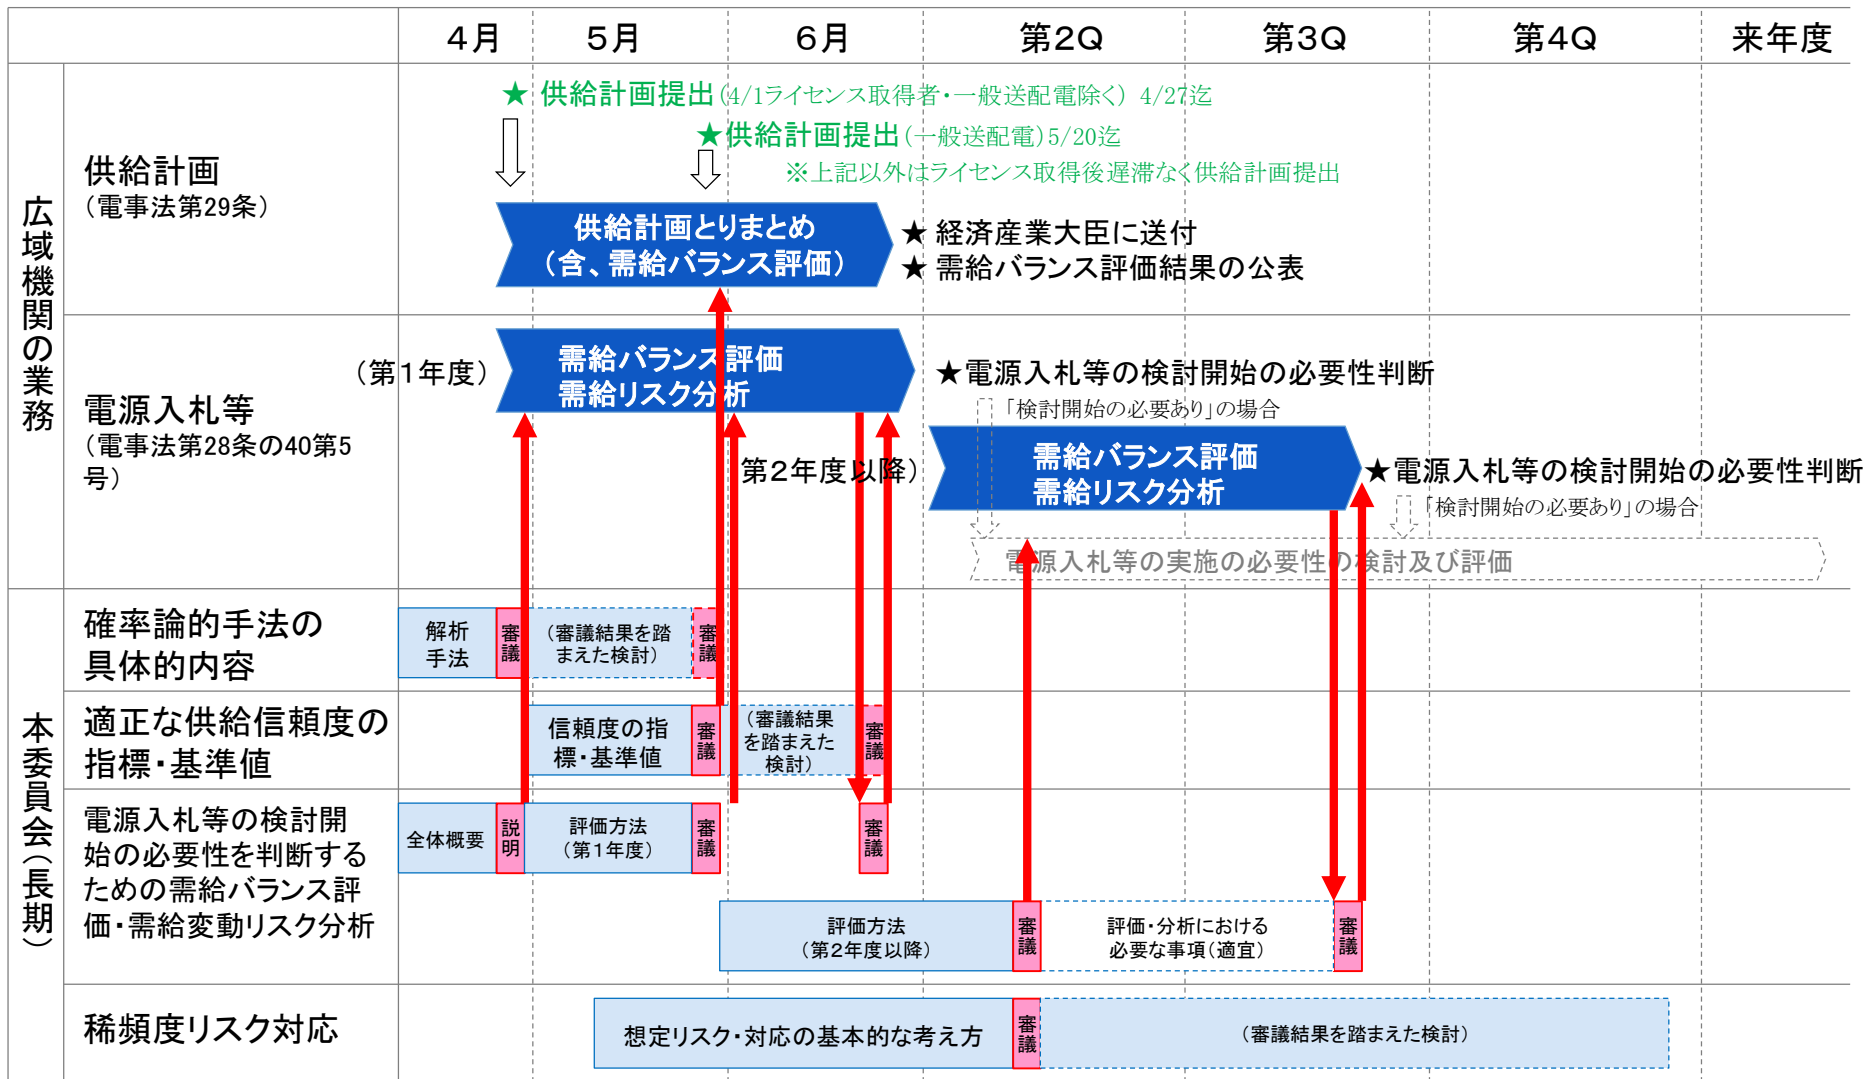 4月
5月
6月
第2Q
第3Q
第4Q
来年度
広域機関の業務
供給計画
（電事法第29条）
★ 供給計画提出（4/1ライセンス取得者・一般送配電除く） 4/27迄
★供給計画提出（一般送配電）5/20迄
※上記以外はライセンス取得後遅滞なく供給計画提出
供給計画とりまとめ
（含、需給バランス評価）
★ 経済産業大臣に送付
★ 需給バランス評価結果の公表
電源入札等
（電事法第28条の40第5
号）
（第1年度）
需給バランス評価
需給リスク分析
★電源入札等の検討開始の必要性判断
「検討開始の必要あり」の場合
第2年度以降）
需給バランス評価
需給リスク分析
★電源入札等の検討開始の必要性判断
「検討開始の必要あり」の場合
電源入札等の実施の必要性の検討及び評価
本委員会（長期）
確率論的手法の
具体的内容
解析
手法
審議
（審議結果を踏
まえた検討）
審議
適正な供給信頼度の
指標・基準値
信頼度の指
標・基準値
審議
（審議結果
を踏まえた
検討）
審議
電源入札等の検討開
始の必要性を判断する
ための需給バランス評
価・需給変動リスク分析
全体概要
説明
評価方法
（第1年度）
審議
審議
評価方法
（第2年度以降）
審議
評価・分析における
必要な事項（適宜）
審議
稀頻度リスク対応
想定リスク・対応の基本的な考え方
審議
（審議結果を踏まえた検討）